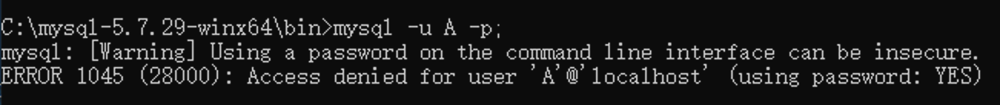 C:\mysql-5.7.29-winx64\bin>mysql -u A -p;
mysql: [Warning] Using a password on the command line interface can be insecure.
ERROR 1045 (28000): Access denied for user 'A'@'localhost' (using password: YES)